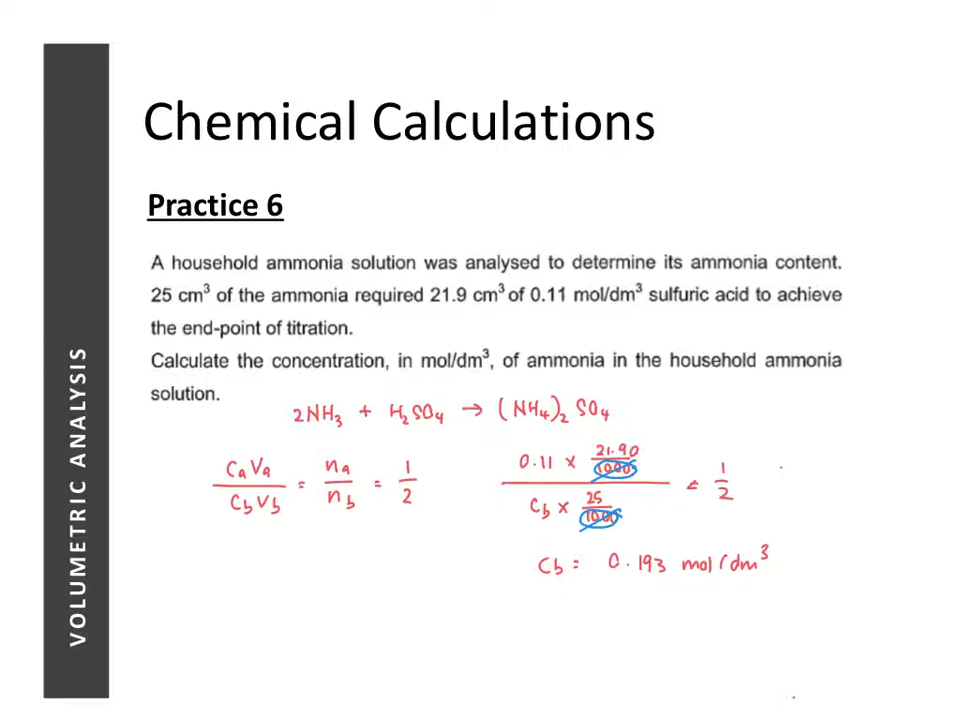 Chemical Calculations
Practice 6
A household ammonia solution was analysed to determine its ammonia content.
25 cm³ of the ammonia required 21.9 cm³ of 0.11 mol/dm³ sulfuric acid to achieve
the end-point of titration.
Calculate the concentration, in mol/dm³, of ammonia in the household ammonia
solution.
2NH₃ + H₂SO₄ → (NH₄)₂ SO₄
CaVa / CbVb = na / nb = 1 / 2
0.11 × 21.90/1000 / Cb × 25/1000 = 1 / 2
Cb = 0.193 mol/dm³
VOLUMETRIC ANALYSIS